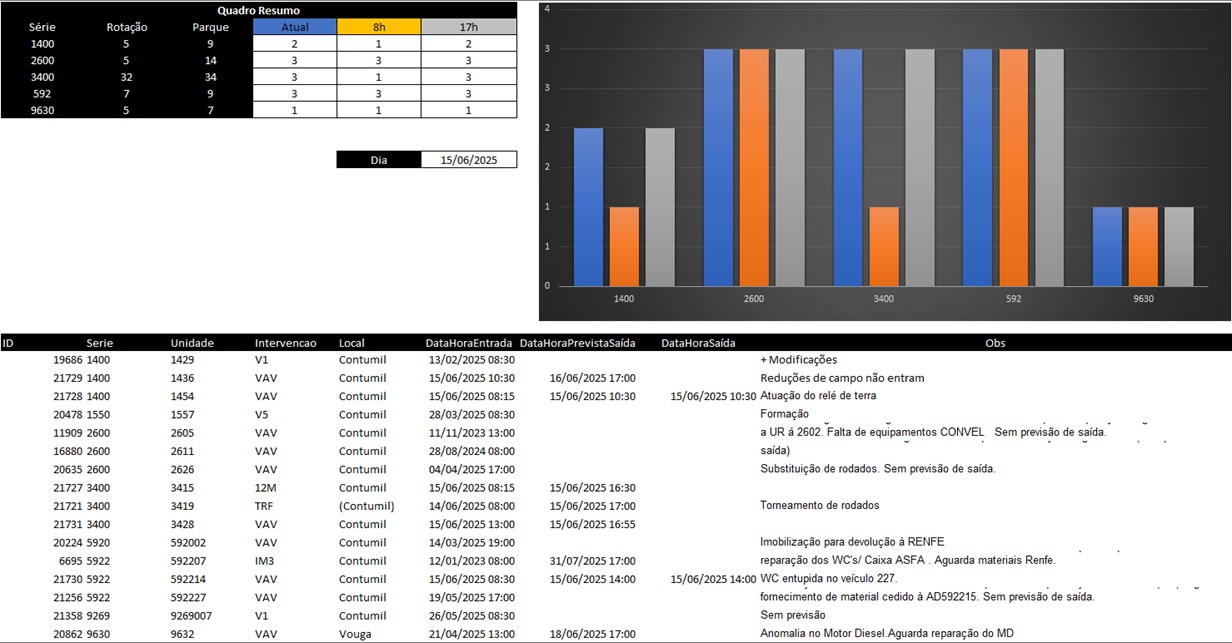 Quadro Resumo
Série Rotação Parque Atual 8h 17h
1400 5 9 2 1 2
2600 5 14 3 3 3
3400 32 34 3 1 3
592 7 9 3 3 3
9630 5 7 1 1 1
Dia 15/06/2025
4
3
3
2
2
1
1
0
1400 2600 3400 592 9630
ID Serie Unidade Intervencao Local DataHoraEntrada DataHoraPrevistaSaída DataHoraSaída Obs
19686 1400 1429 V1 Contumil 13/02/2025 08:30 + Modificações
21729 1400 1436 VAV Contumil 15/06/2025 10:30 16/06/2025 17:00 Reduções de campo não entram
21728 1400 1454 VAV Contumil 15/06/2025 08:15 15/06/2025 10:30 15/06/2025 10:30 Atuação do relé de terra
20478 1550 1557 V5 Contumil 28/03/2025 08:30 Formação
11909 2600 2605 VAV Contumil 11/11/2023 13:00 a UR á 2602. Falta de equipamentos CONVEL Sem previsão de saída.
16880 2600 2611 VAV Contumil 28/08/2024 08:00 saída)
20635 2600 2626 VAV Contumil 04/04/2025 17:00 Substituição de rodados. Sem previsão de saída.
21727 3400 3415 12M Contumil 15/06/2025 08:15 15/06/2025 16:30
21721 3400 3419 TRF (Contumil) 14/06/2025 08:00 15/06/2025 17:00 Torneamento de rodados
21731 3400 3428 VAV Contumil 15/06/2025 13:00 15/06/2025 16:55
20224 5920 592002 VAV Contumil 14/03/2025 19:00 Imobilização para devolução à RENFE
6695 5922 592207 IM3 Contumil 12/01/2023 08:00 31/07/2025 17:00 reparação dos WC's/ Caixa ASFA . Aguarda materiais Renfe.
21730 5922 592214 VAV Contumil 15/06/2025 08:30 15/06/2025 14:00 15/06/2025 14:00 WC entupida no veículo 227.
21256 5922 592227 VAV Contumil 19/05/2025 17:00 fornecimento de material cedido à AD592215. Sem previsão de saída.
21358 9269 9269007 V1 Contumil 26/05/2025 08:30 Sem previsão
20862 9630 9632 VAV Vouga 21/04/2025 13:00 18/06/2025 17:00 Anomalia no Motor Diesel.Aguarda reparação do MD